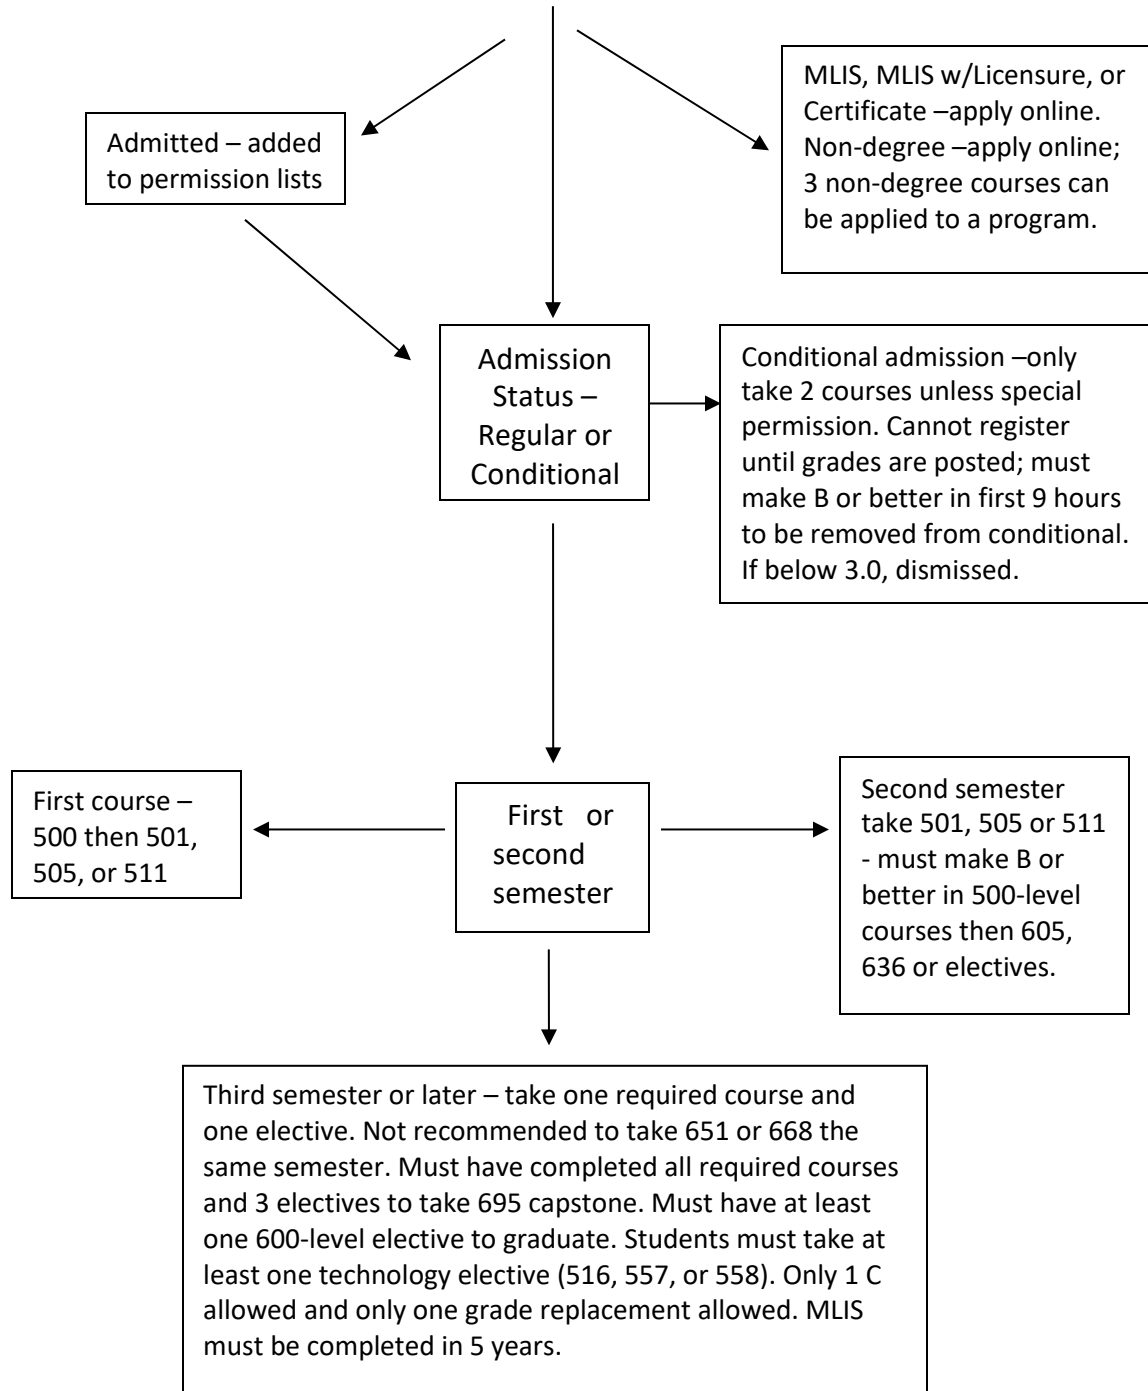 MLIS, MLIS w/Licensure, or
Certificate –apply online.
Non-degree –apply online;
3 non-degree courses can
be applied to a program.
Admitted – added
to permission lists
Admission
Status –
Regular or
Conditional
Conditional admission –only
take 2 courses unless special
permission. Cannot register
until grades are posted; must
make B or better in first 9 hours
to be removed from conditional.
If below 3.0, dismissed.
First course –
500 then 501,
505, or 511
First or
second
semester
Second semester
take 501, 505 or 511
- must make B or
better in 500-level
courses then 605,
636 or electives.
Third semester or later – take one required course and
one elective. Not recommended to take 651 or 668 the
same semester. Must have completed all required courses
and 3 electives to take 695 capstone. Must have at least
one 600-level elective to graduate. Students must take at
least one technology elective (516, 557, or 558). Only 1 C
allowed and only one grade replacement allowed. MLIS
must be completed in 5 years.